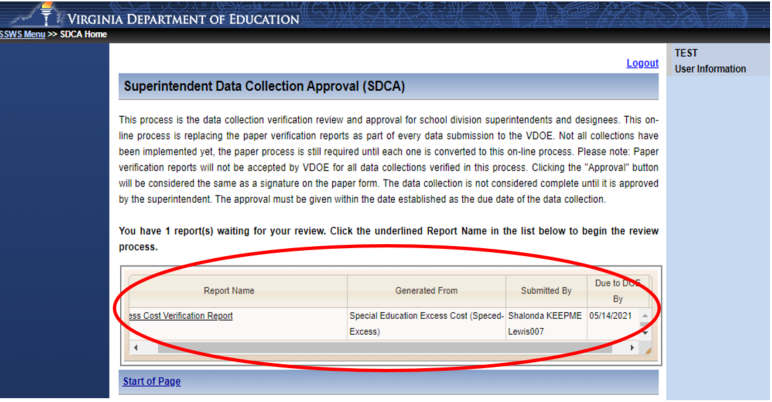 VIRGINIA DEPARTMENT OF EDUCATION
SSWS Menu >> SDCA Home
TEST
User Information
Logout
Superintendent Data Collection Approval (SDCA)
This process is the data collection verification review and approval for school division superintendents and designees. This on-
line process is replacing the paper verification reports as part of every data submission to the VDOE. Not all collections have
been implemented yet, the paper process is still required until each one is converted to this on-line process. Please note: Paper
verification reports will not be accepted by VDOE for all data collections verified in this process. Clicking the "Approval" button
will be considered the same as a signature on the paper form. The data collection is not considered complete until it is approved
by the superintendent. The approval must be given within the date established as the due date of the data collection.
You have 1 report(s) waiting for your review. Click the underlined Report Name in the list below to begin the review
process.
Report Name Generated From Submitted By Due to DOE
By
ess Cost Verification Report Special Education Excess Cost (Speced- Shalonda KEEPME 05/14/2021
Excess) Lewis007
Start of Page